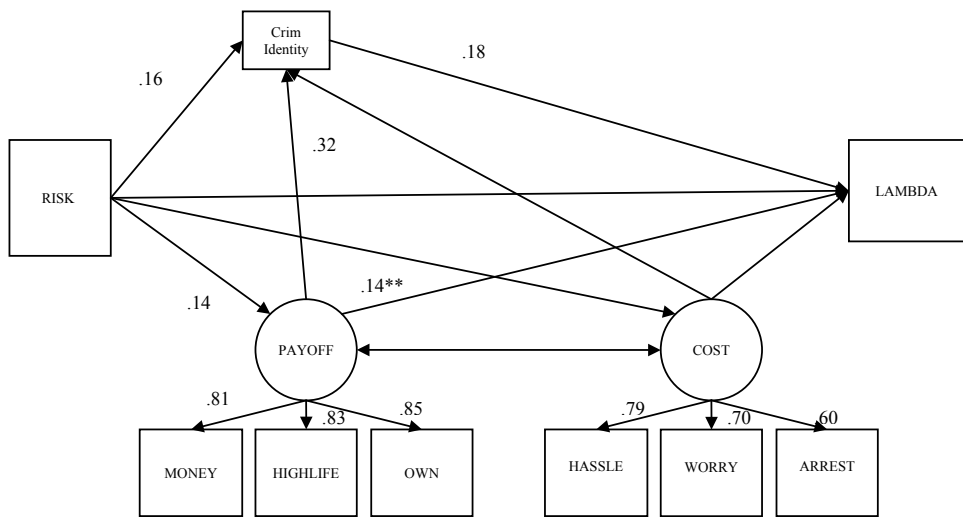 Crim
Identity
.18
.16
.32
RISK
LAMBDA
.14**
.14
PAYOFF
COST
.81
.83
.85
.79
.70
.60
MONEY
HIGHLIFE
OWN
HASSLE
WORRY
ARREST